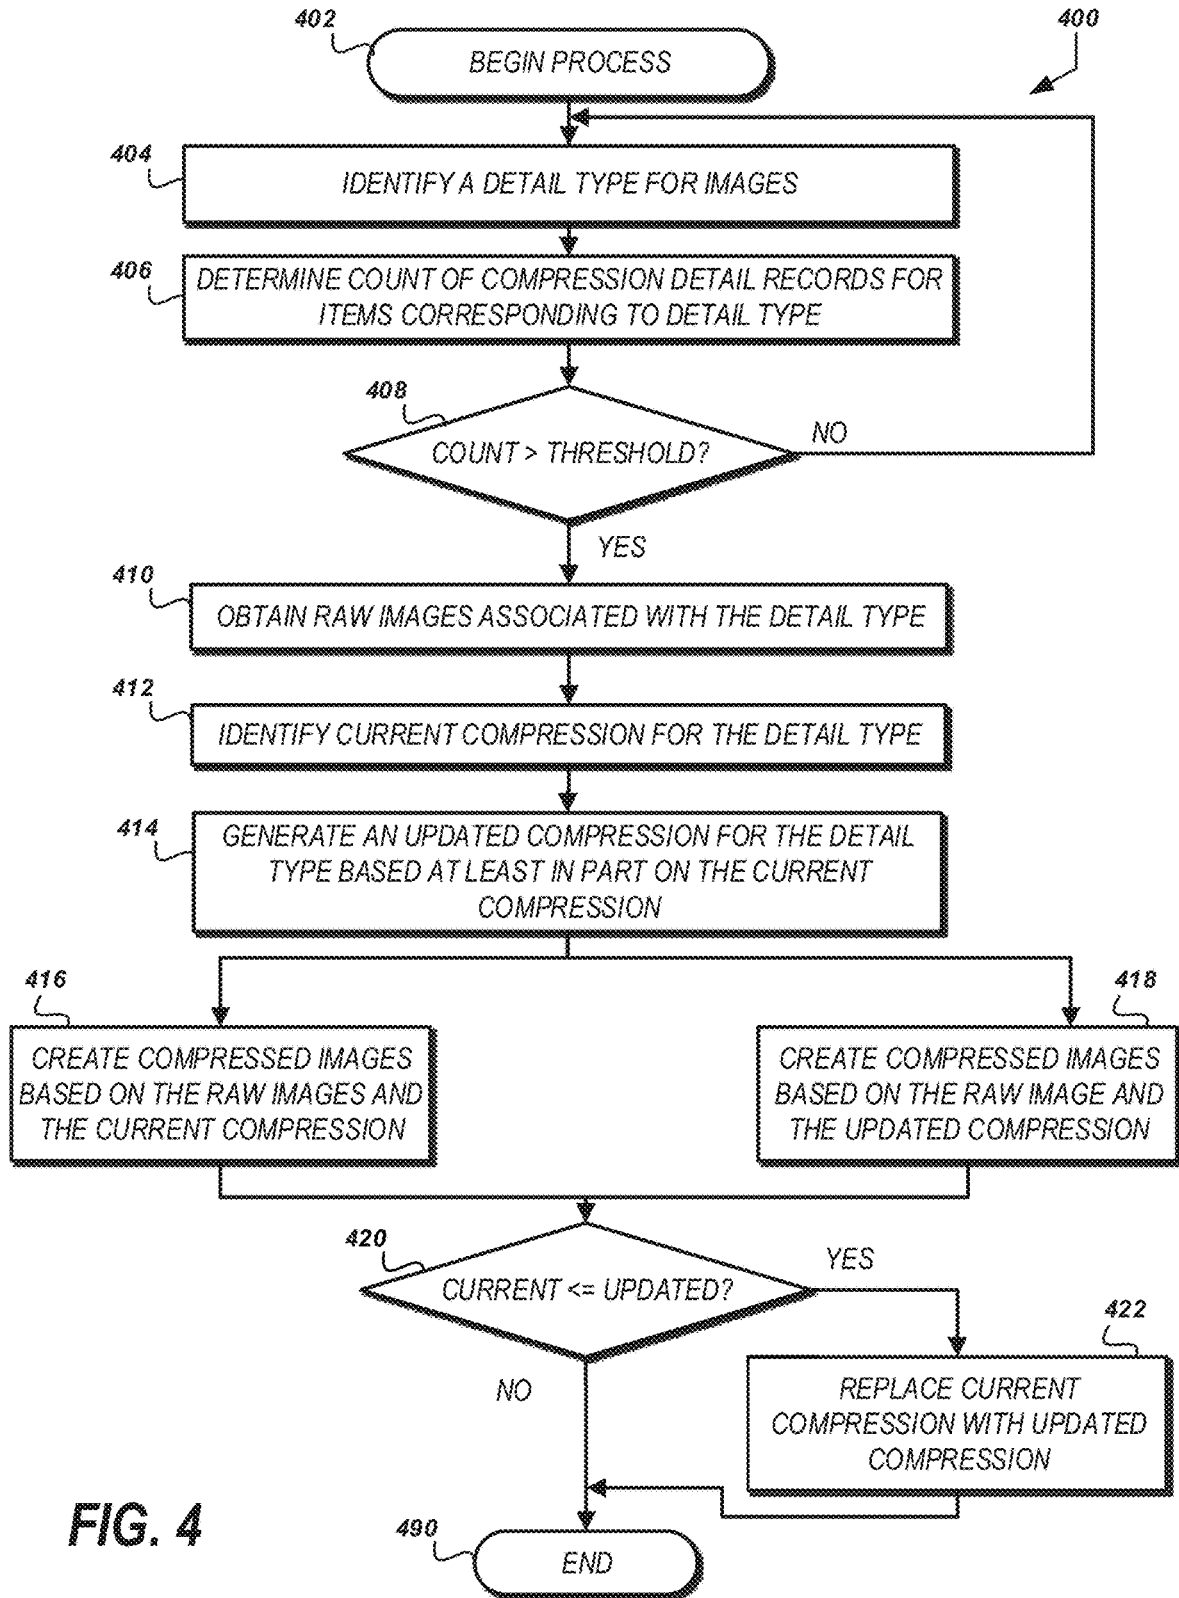 402
BEGIN PROCESS
400
404
IDENTIFY A DETAIL TYPE FOR IMAGES
406
DETERMINE COUNT OF COMPRESSION DETAIL RECORDS FOR
ITEMS CORRESPONDING TO DETAIL TYPE
408
COUNT > THRESHOLD?
NO
YES
410
OBTAIN RAW IMAGES ASSOCIATED WITH THE DETAIL TYPE
412
IDENTIFY CURRENT COMPRESSION FOR THE DETAIL TYPE
414
GENERATE AN UPDATED COMPRESSION FOR THE DETAIL
TYPE BASED AT LEAST IN PART ON THE CURRENT
COMPRESSION
416
CREATE COMPRESSED IMAGES
BASED ON THE RAW IMAGES AND
THE CURRENT COMPRESSION
418
CREATE COMPRESSED IMAGES
BASED ON THE RAW IMAGE AND
THE UPDATED COMPRESSION
420
CURRENT <= UPDATED?
YES
NO
422
REPLACE CURRENT
COMPRESSION WITH UPDATED
COMPRESSION
490
END
FIG. 4